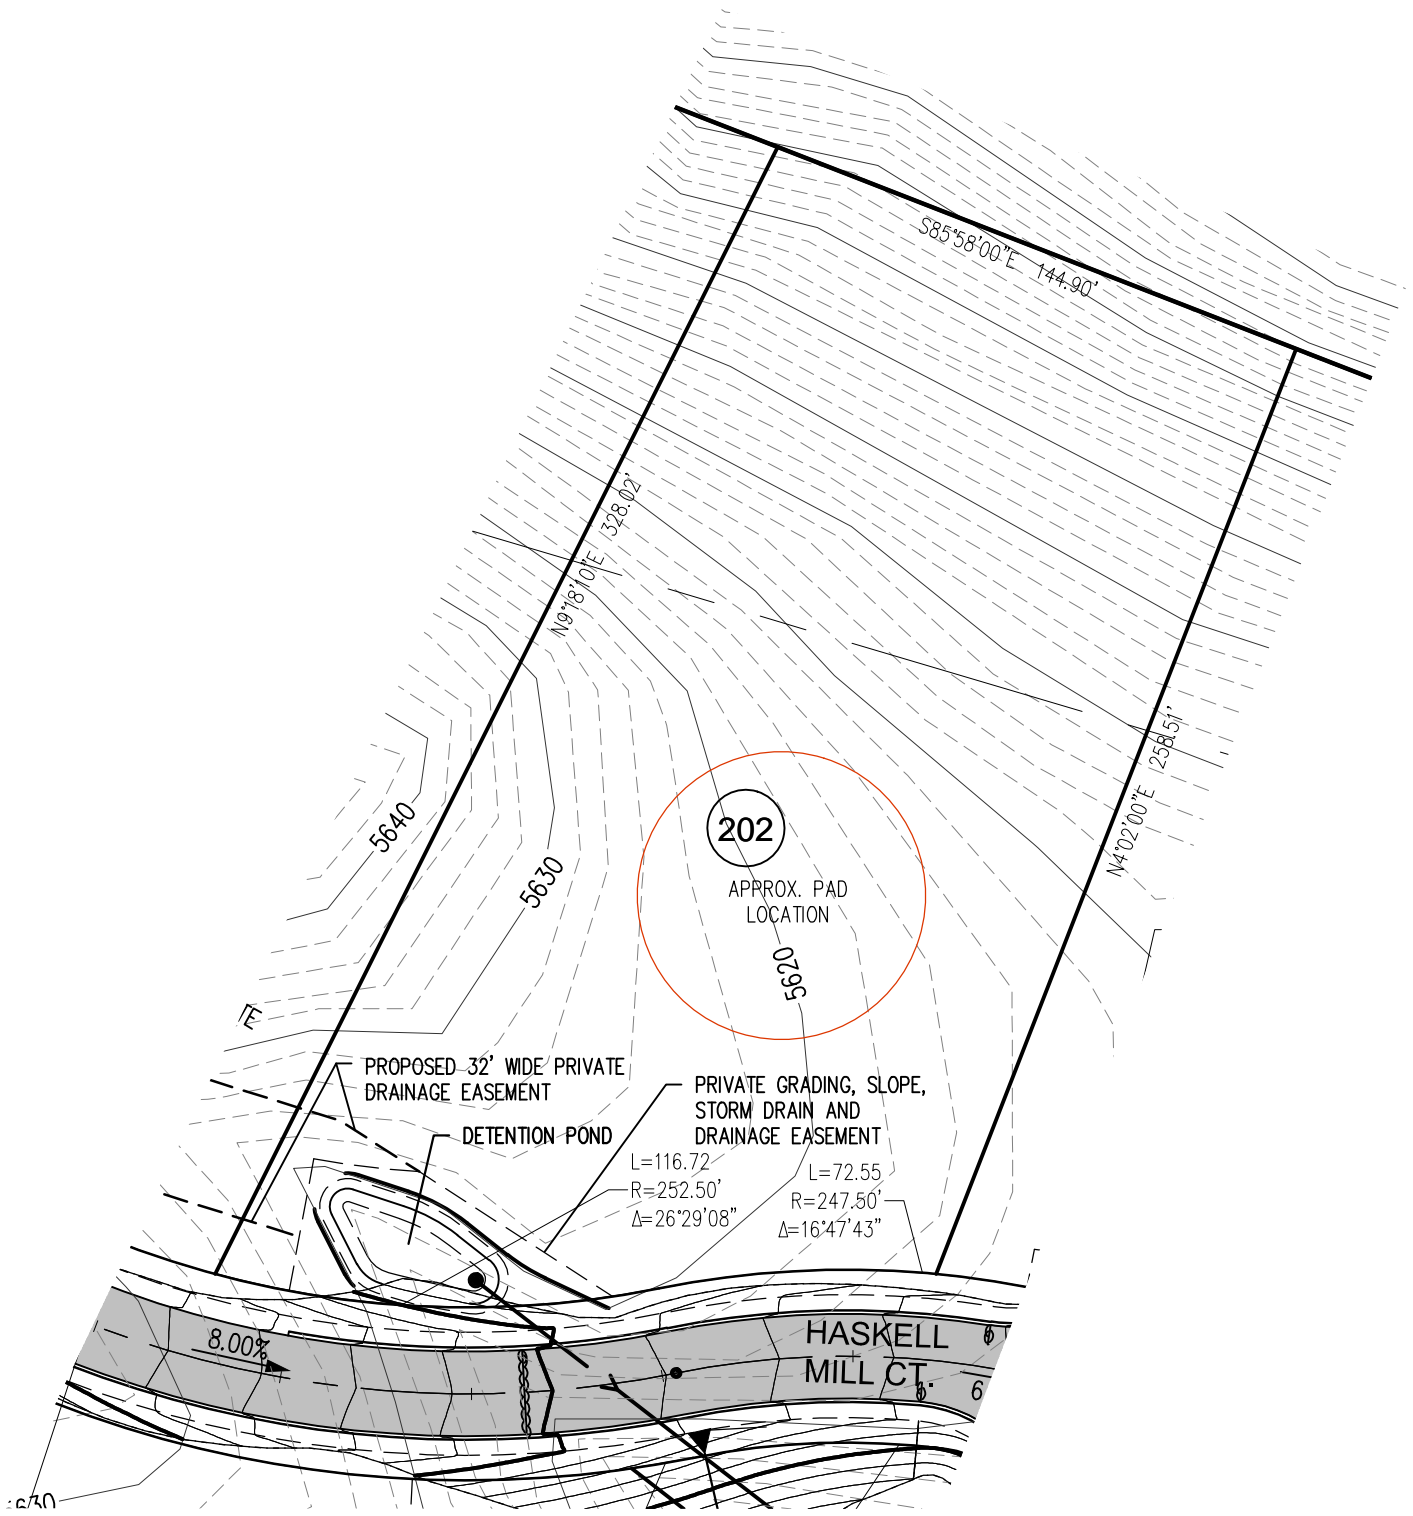 S85°58'00"E 144.90'
N9°18'10"E 328.02'
N4°02'00"E 258.51'
202
APPROX. PAD
LOCATION
5640
5630
5620
PROPOSED 32' WIDE PRIVATE
DRAINAGE EASEMENT
DETENTION POND
PRIVATE GRADING, SLOPE,
STORM DRAIN AND
DRAINAGE EASEMENT
L=116.72
R=252.50'
Δ=26°29'08"
L=72.55
R=247.50'
Δ=16°47'43"
8.00%
HASKELL
MILL CT.
6